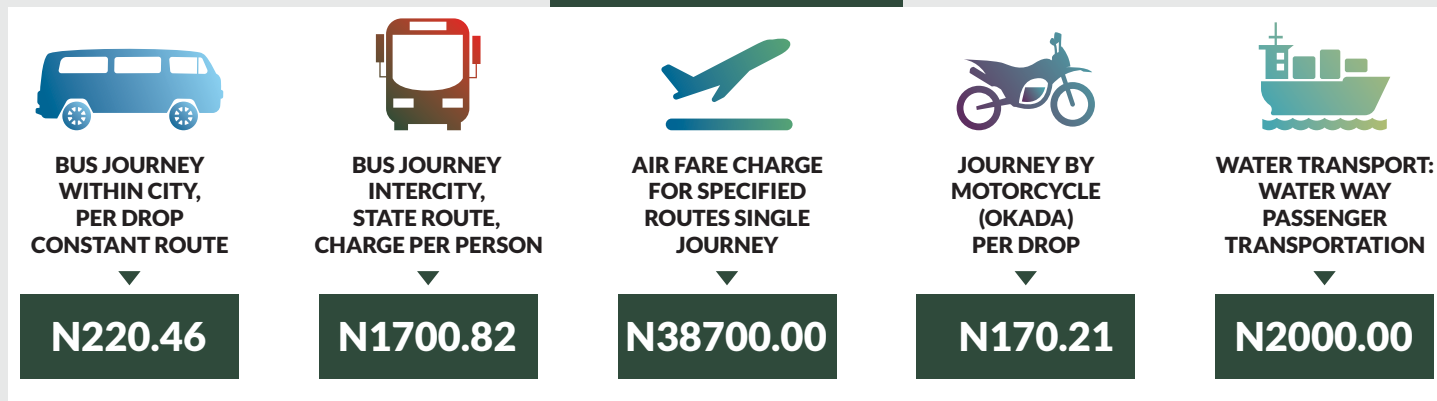 BUS JOURNEY
WITHIN CITY,
PER DROP
CONSTANT ROUTE
N220.46
BUS JOURNEY
INTERCITY,
STATE ROUTE,
CHARGE PER PERSON
N1700.82
AIR FARE CHARGE
FOR SPECIFIED
ROUTES SINGLE
JOURNEY
N38700.00
JOURNEY BY
MOTORCYCLE
(OKADA)
PER DROP
N170.21
WATER TRANSPORT:
WATER WAY
PASSENGER
TRANSPORTATION
N2000.00